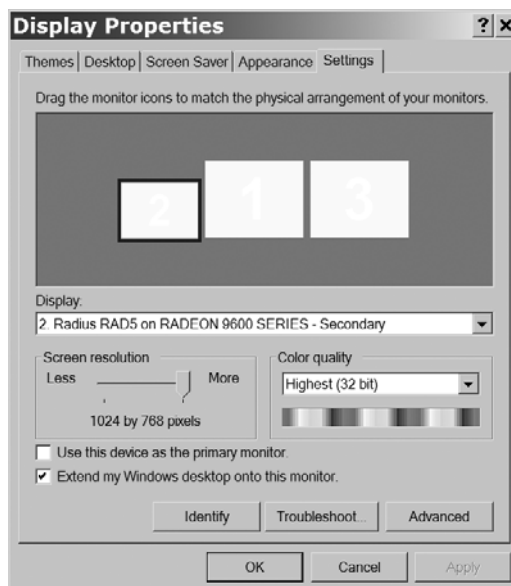 Display Properties ? ×
Themes Desktop Screen Saver Appearance Settings
Drag the monitor icons to match the physical arrangement of your monitors.
2 1 3
Display:
2. Radius RAD5 on RADEON 9600 SERIES - Secondary
Screen resolution Color quality
Less More Highest (32 bit)
1024 by 768 pixels
Use this device as the primary monitor.
Extend my Windows desktop onto this monitor.
Identify Troubleshoot... Advanced
OK Cancel Apply